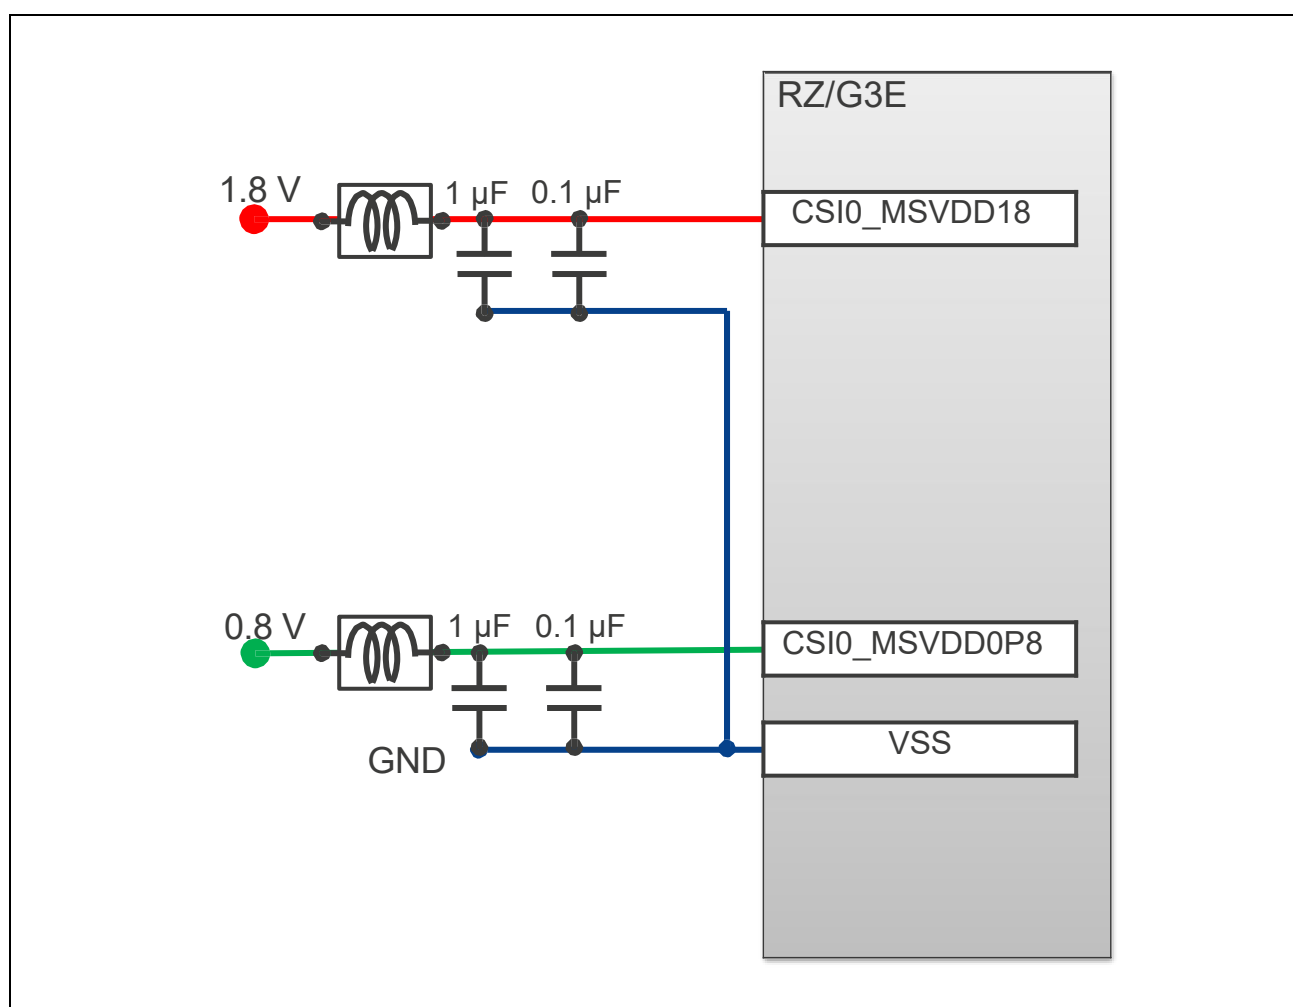 RZ/G3E
1.8 V
1 µF
0.1 µF
CSI0_MSVDD18
0.8 V
1 µF
0.1 µF
CSI0_MSVDD0P8
GND
VSS